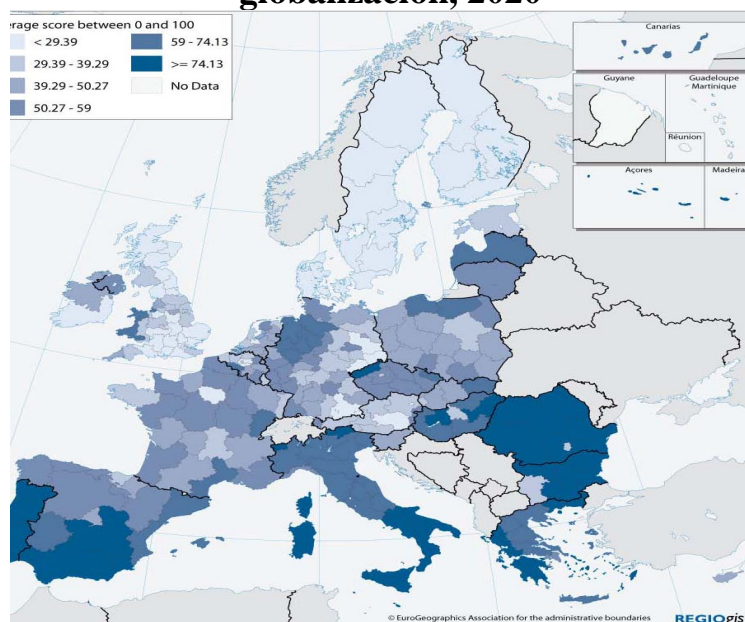 globalización, 2020
erage score between 0 and 100
< 29.39
29.39 - 39.29
39.29 - 50.27
50.27 - 59
59 - 74.13
>= 74.13
No Data
Canarias
Guyane
Guadeloupe
Martinique
Réunion
Açores
Madeira
© EuroGeographics Association for the administrative boundaries
REGIOgis